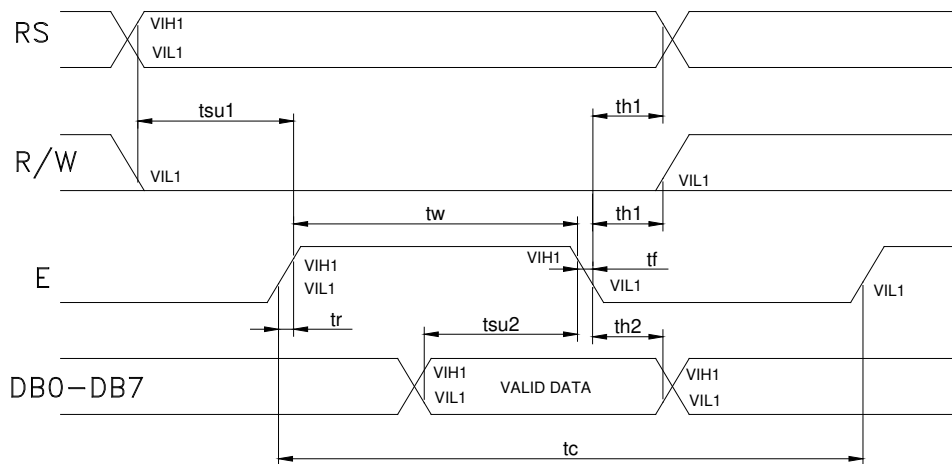 RS VIH1
VIL1
tsu1 th1
R/W VIL1 VIL1
tw th1
E VIH1 VIH1 tf
VIL1 VIL1 VIL1
tr tsu2 th2
DB0-DB7 VIH1 VALID DATA VIH1
VIL1 VIL1
tc